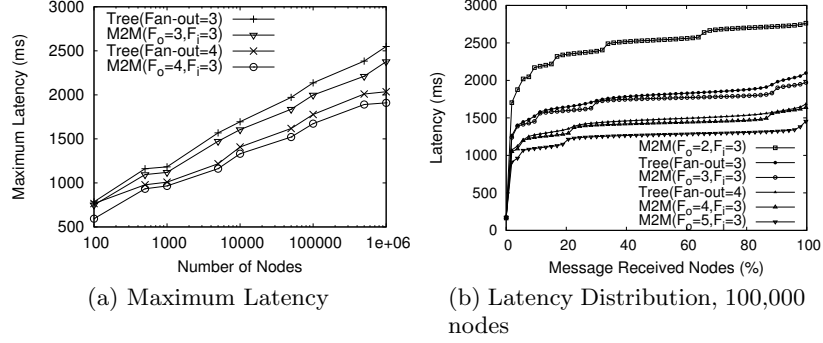 Tree(Fan-out=3)
M2M(Fₒ=3,Fᵢ=3)
Tree(Fan-out=4)
M2M(Fₒ=4,Fᵢ=3)
3000
2500
2000
1500
1000
500
Maximum Latency (ms)
100 1000 10000 100000 1e+06
Number of Nodes
(a) Maximum Latency
3500
3000
2500
2000
1500
1000
500
0
Latency (ms)
M2M(Fₒ=2,Fᵢ=3)
Tree(Fan-out=3)
M2M(Fₒ=3,Fᵢ=3)
Tree(Fan-out=4)
M2M(Fₒ=4,Fᵢ=3)
M2M(Fₒ=5,Fᵢ=3)
0 20 40 60 80 100
Message Received Nodes (%)
(b) Latency Distribution, 100,000
nodes